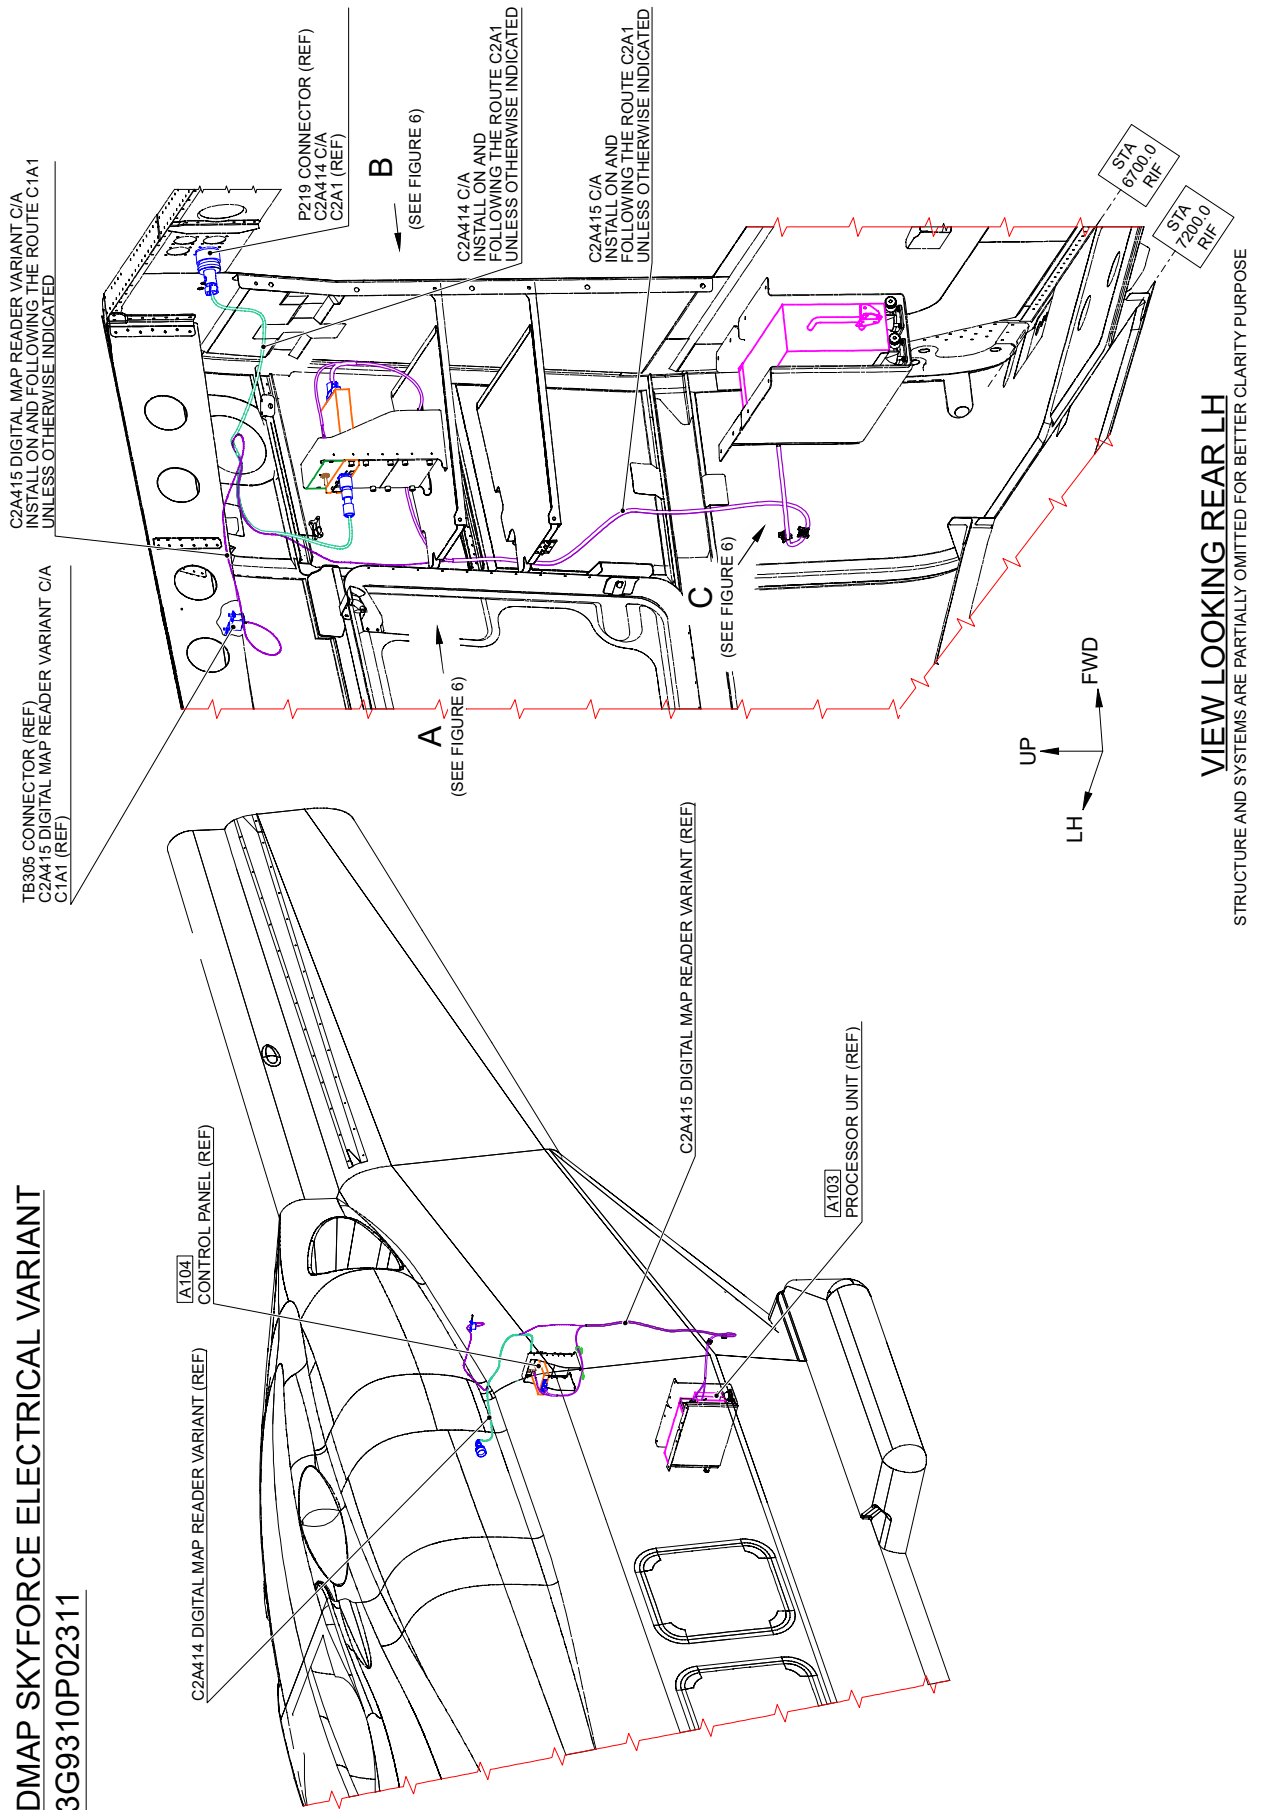 DMAP SKYFORCE ELECTRICAL VARIANT
3G9310P02311
C2A414 DIGITAL MAP READER VARIANT (REF)
A104
CONTROL PANEL (REF)
C2A415 DIGITAL MAP READER VARIANT (REF)
A103
PROCESSOR UNIT (REF)
TB305 CONNECTOR (REF)
C2A415 DIGITAL MAP READER VARIANT C/A
C1A1 (REF)
C2A415 DIGITAL MAP READER VARIANT C/A
INSTALL ON AND FOLLOWING THE ROUTE C1A1
UNLESS OTHERWISE INDICATED
P219 CONNECTOR (REF)
C2A414 C/A
C2A1 (REF)
B
(SEE FIGURE 6)
C2A414 C/A
INSTALL ON AND
FOLLOWING THE ROUTE C2A1
UNLESS OTHERWISE INDICATED
C2A415 C/A
INSTALL ON AND
FOLLOWING THE ROUTE C2A1
UNLESS OTHERWISE INDICATED
A
(SEE FIGURE 6)
C
(SEE FIGURE 6)
STA
6700.0
RIF
STA
7200.0
RIF
UP
FWD
LH
VIEW LOOKING REAR LH
STRUCTURE AND SYSTEMS ARE PARTIALLY OMITTED FOR BETTER CLARITY PURPOSE